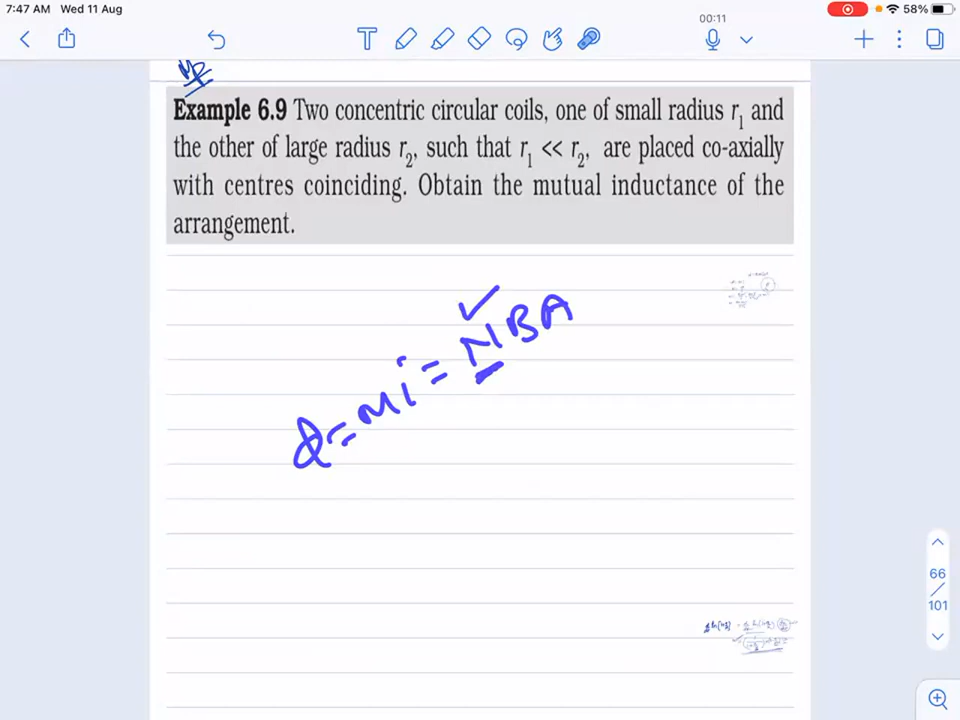 7:47 AM Wed 11 Aug
58%
00:11
Example 6.9 Two concentric circular coils, one of small radius r₁ and
the other of large radius r₂, such that r₁ << r₂, are placed co-axially
with centres coinciding. Obtain the mutual inductance of the
arrangement.
ϕ = Mi = NBA
66
/
101